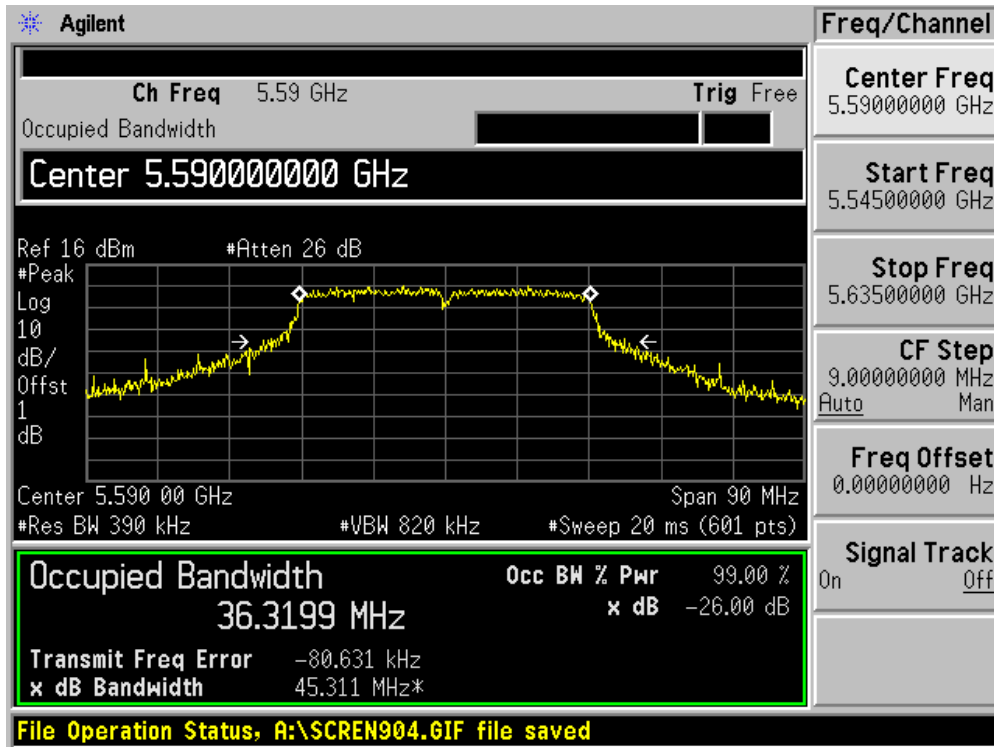 Agilent
Freq/Channel
Ch Freq 5.59 GHz Trig Free
Occupied Bandwidth
Center 5.590000000 GHz
Ref 16 dBm #Atten 26 dB
#Peak
Log
10
dB/
Offst
1
dB
Center 5.590 00 GHz Span 90 MHz
#Res BW 390 kHz #VBW 820 kHz #Sweep 20 ms (601 pts)
Occupied Bandwidth Occ BW % Pwr 99.00 %
36.3199 MHz x dB -26.00 dB
Transmit Freq Error -80.631 kHz
x dB Bandwidth 45.311 MHz*
File Operation Status, A:\SCREN904.GIF file saved
Center Freq
5.59000000 GHz
Start Freq
5.54500000 GHz
Stop Freq
5.63500000 GHz
CF Step
9.00000000 MHz
Auto Man
Freq Offset
0.00000000 Hz
Signal Track
On Off